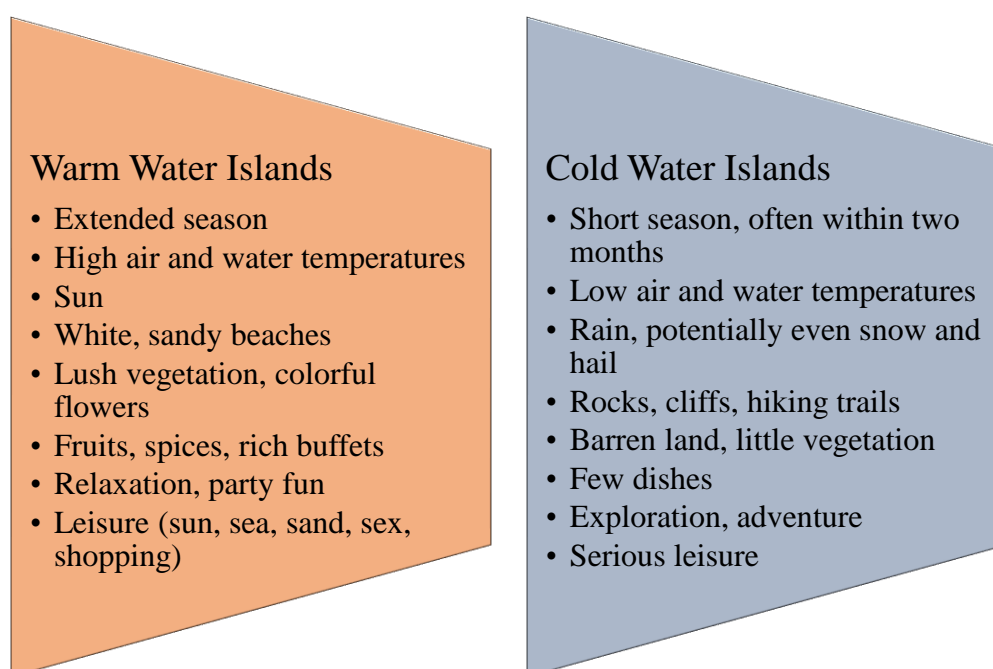 Warm Water Islands
• Extended season
• High air and water temperatures
• Sun
• White, sandy beaches
• Lush vegetation, colorful
flowers
• Fruits, spices, rich buffets
• Relaxation, party fun
• Leisure (sun, sea, sand, sex,
shopping)
Cold Water Islands
• Short season, often within two
months
• Low air and water temperatures
• Rain, potentially even snow and
hail
• Rocks, cliffs, hiking trails
• Barren land, little vegetation
• Few dishes
• Exploration, adventure
• Serious leisure